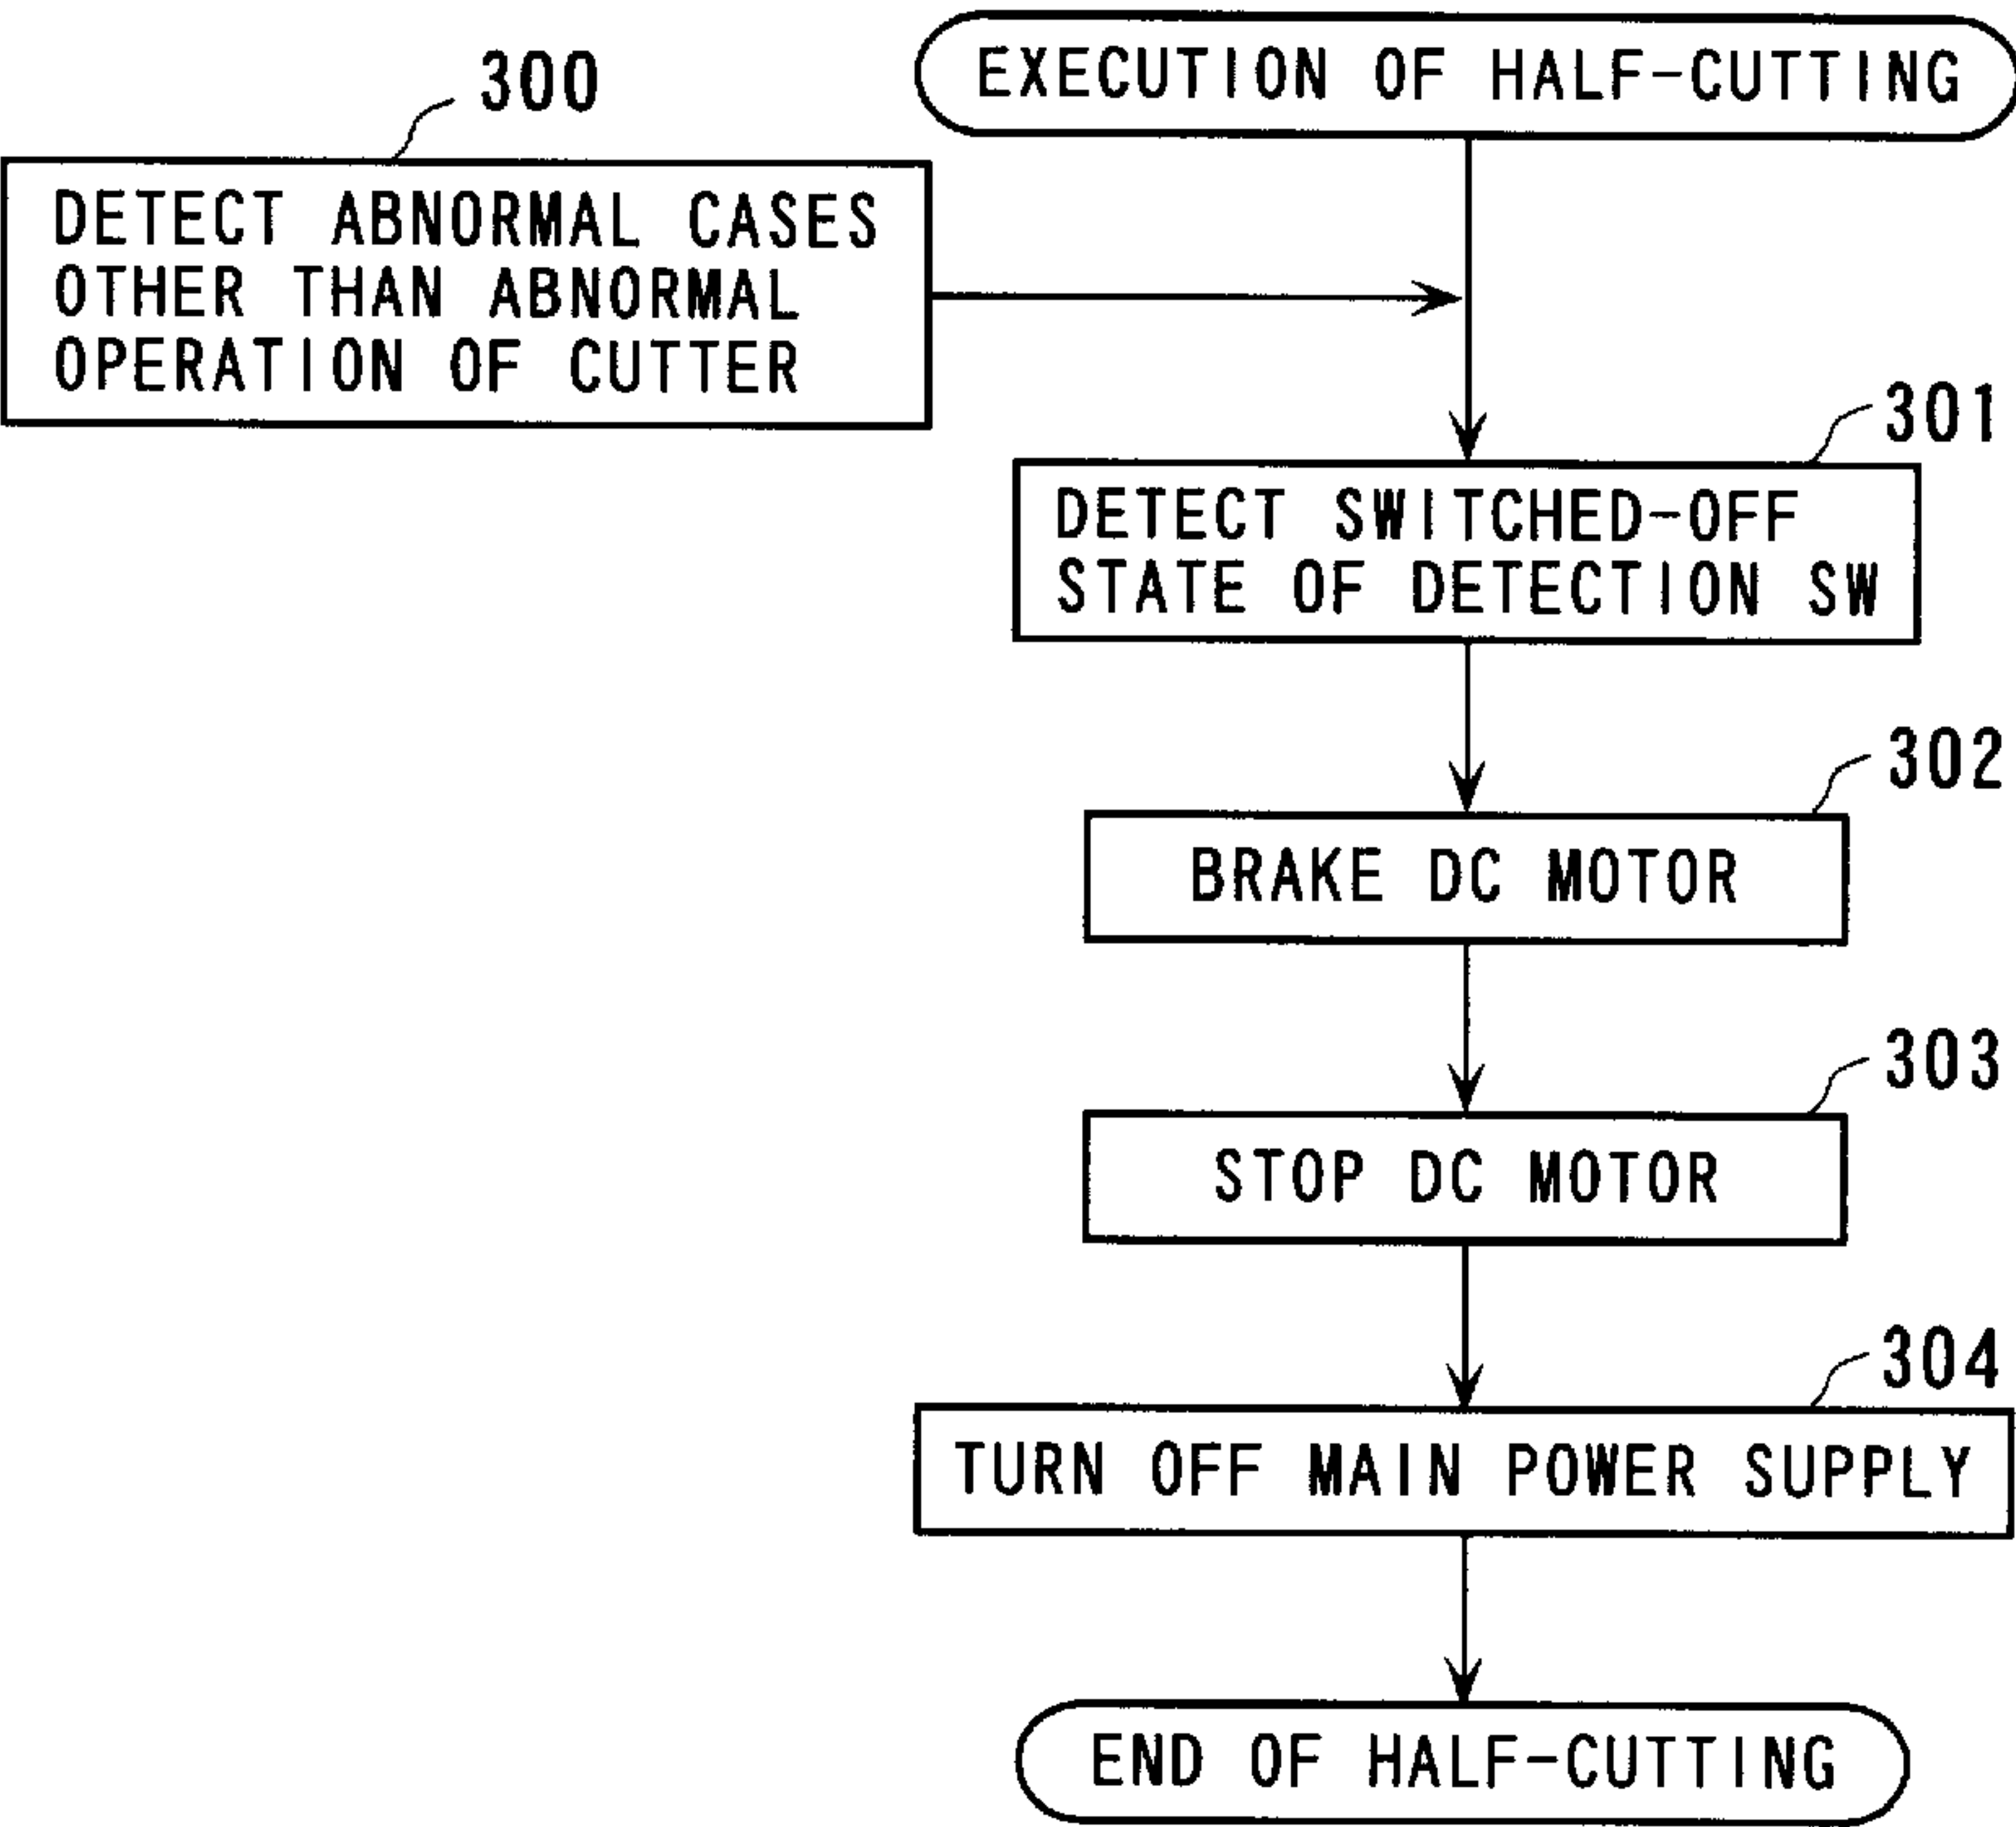 EXECUTION OF HALF-CUTTING
300
DETECT ABNORMAL CASES
OTHER THAN ABNORMAL
OPERATION OF CUTTER
301
DETECT SWITCHED-OFF
STATE OF DETECTION SW
302
BRAKE DC MOTOR
303
STOP DC MOTOR
304
TURN OFF MAIN POWER SUPPLY
END OF HALF-CUTTING